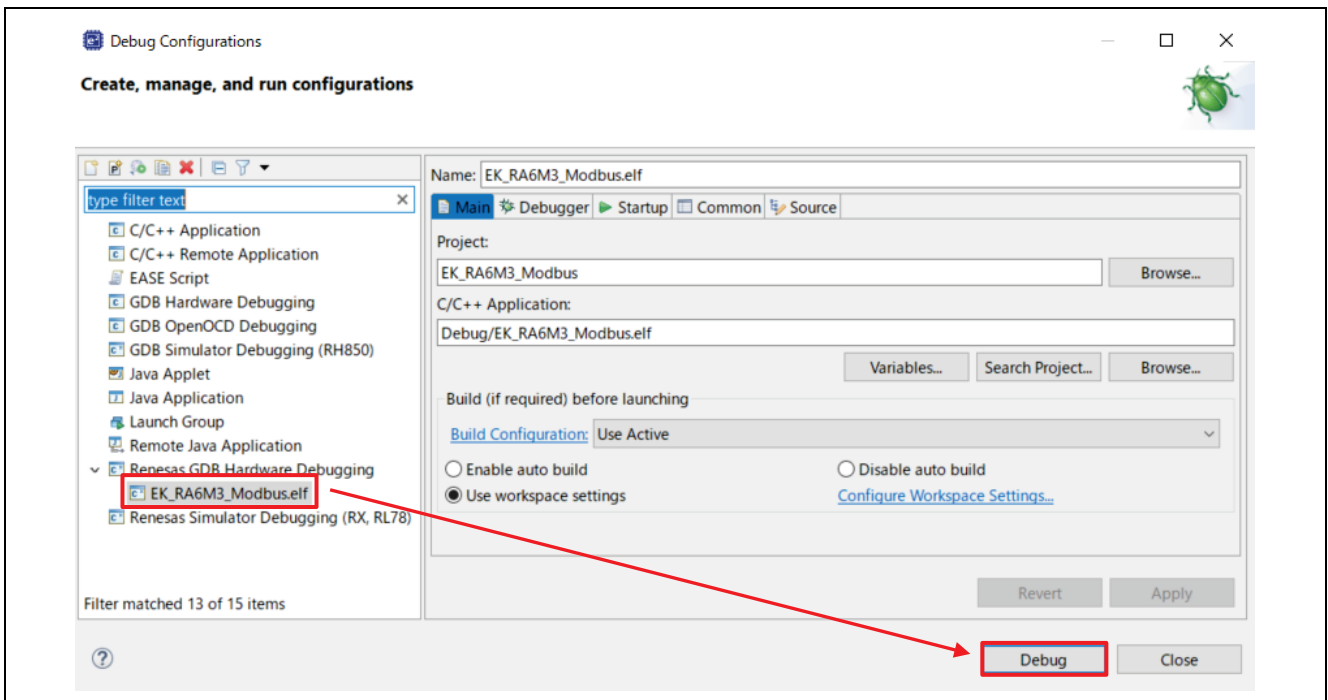 Debug Configurations
Create, manage, and run configurations
type filter text
C/C++ Application
C/C++ Remote Application
EASE Script
GDB Hardware Debugging
GDB OpenOCD Debugging
GDB Simulator Debugging (RH850)
Java Applet
Java Application
Launch Group
Remote Java Application
Renesas GDB Hardware Debugging
EK_RA6M3_Modbus.elf
Renesas Simulator Debugging (RX, RL78)
Filter matched 13 of 15 items
Name: EK_RA6M3_Modbus.elf
Main Debugger Startup Common Source
Project:
EK_RA6M3_Modbus Browse...
C/C++ Application:
Debug/EK_RA6M3_Modbus.elf
Variables... Search Project... Browse...
Build (if required) before launching
Build Configuration: Use Active
Enable auto build Disable auto build
Use workspace settings Configure Workspace Settings...
Revert Apply
Debug Close